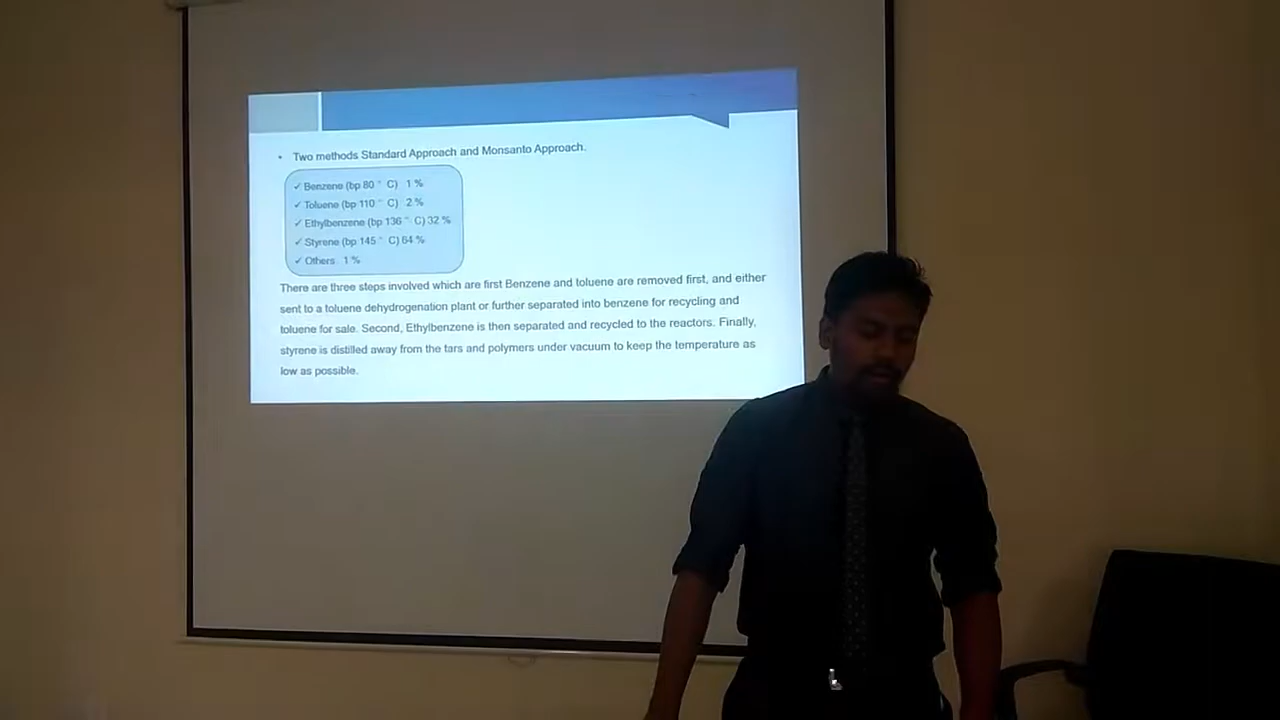 • Two methods Standard Approach and Monsanto Approach.
✓ Benzene (bp 80 ° C) 1 %
✓ Toluene (bp 110 ° C) 2 %
✓ Ethylbenzene (bp 136 ° C) 32 %
✓ Styrene (bp 145 ° C) 64 %
✓ Others 1 %
There are three steps involved which are first Benzene and toluene are removed first, and either
sent to a toluene dehydrogenation plant or further separated into benzene for recycling and
toluene for sale. Second, Ethylbenzene is then separated and recycled to the reactors. Finally,
styrene is distilled away from the tars and polymers under vacuum to keep the temperature as
low as possible.